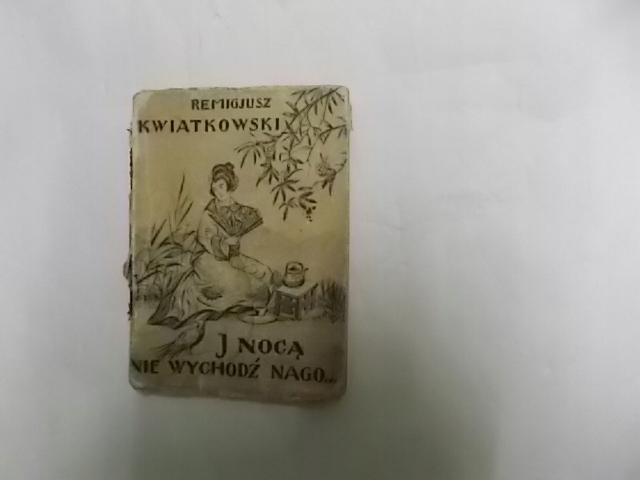 REMIGJUSZ
KWIATKOWSKI
J NOCĄ
NIE WYCHODŹ NAGO...